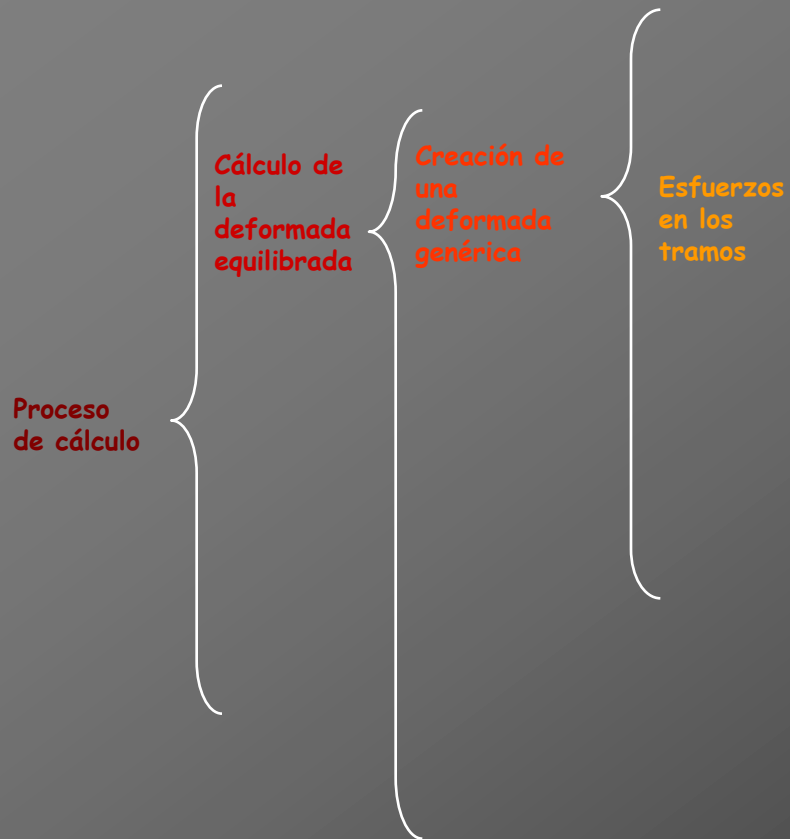 Proceso
de cálculo
Cálculo de
la
deformada
equilibrada
Creación de
una
deformada
genérica
Esfuerzos
en los
tramos